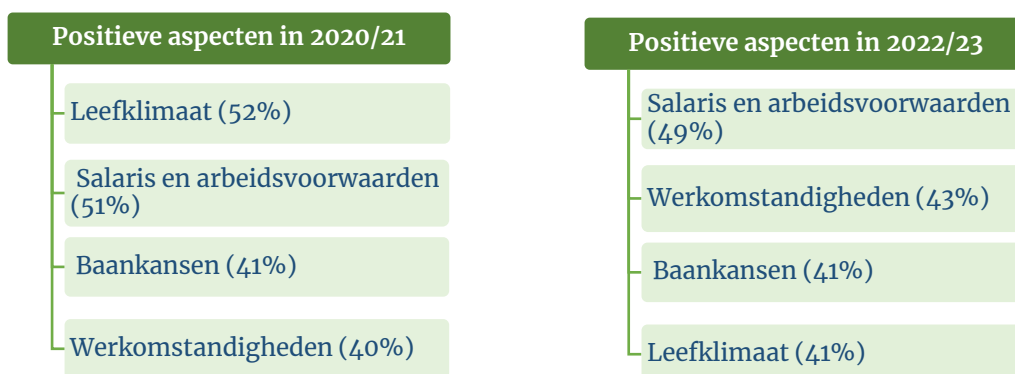 Positieve aspecten in 2020/21
Leefklimaat (52%)
Salaris en arbeidsvoorwaarden
(51%)
Baankansen (41%)
Werkomstandigheden (40%)
Positieve aspecten in 2022/23
Salaris en arbeidsvoorwaarden
(49%)
Werkomstandigheden (43%)
Baankansen (41%)
Leefklimaat (41%)